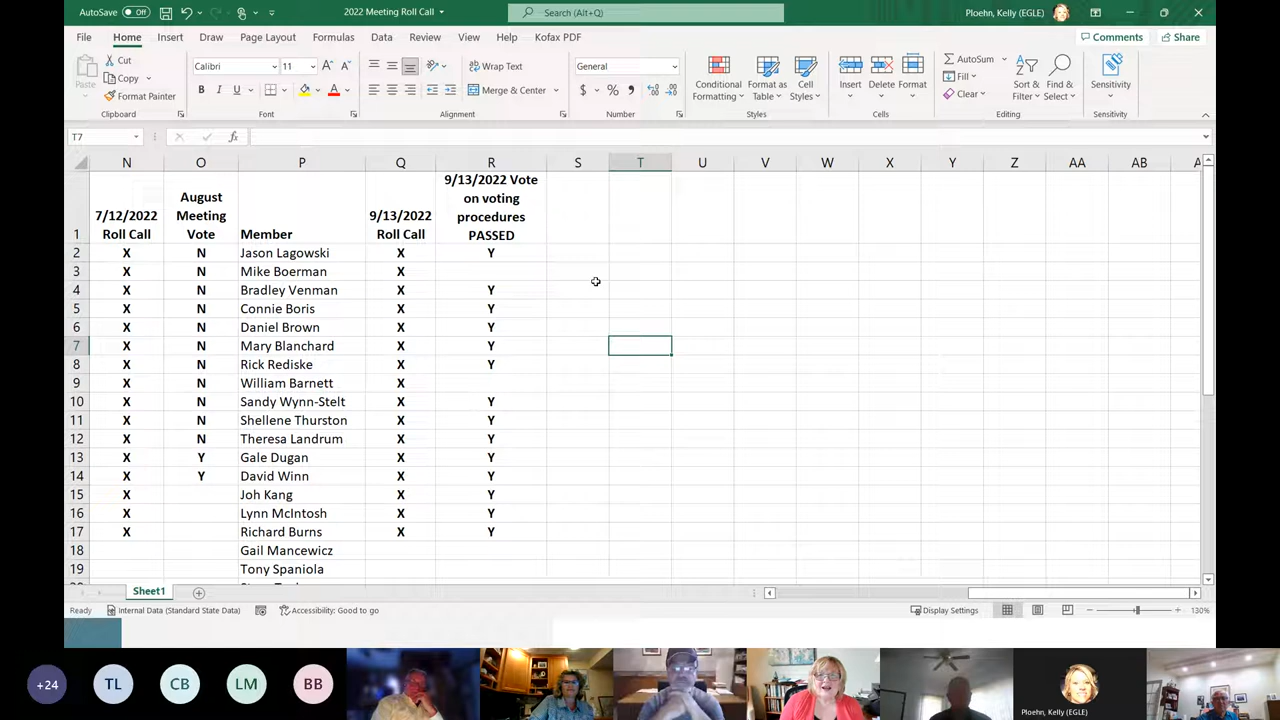 AutoSave Off
2022 Meeting Roll Call
Search (Alt+Q)
Ploehn, Kelly (EGLE)
File Home Insert Draw Page Layout Formulas Data Review View Help Kofax PDF
Comments Share
Paste
Cut
Copy
Format Painter
Clipboard
Calibri 11
B I U
Font
Wrap Text
Merge & Center
Alignment
General
$ %
Number
Conditional Formatting
Format as Table
Cell Styles
Styles
Insert Delete Format
Cells
AutoSum
Fill
Clear
Sort & Filter
Find & Select
Editing
Sensitivity
Sensitivity
T7 fx
N O P Q R S T U V W X Y Z AA AB
1 7/12/2022 Roll Call August Meeting Vote Member 9/13/2022 Roll Call 9/13/2022 Vote on voting procedures PASSED
2 X N Jason Lagowski X Y
3 X N Mike Boerman X
4 X N Bradley Venman X Y
5 X N Connie Boris X Y
6 X N Daniel Brown X Y
7 X N Mary Blanchard X Y
8 X N Rick Rediske X Y
9 X N William Barnett X
10 X N Sandy Wynn-Stelt X Y
11 X N Shellene Thurston X Y
12 X N Theresa Landrum X Y
13 X Y Gale Dugan X Y
14 X Y David Winn X Y
15 X Joh Kang X Y
16 X Lynn McIntosh X Y
17 X Richard Burns X Y
18 Gail Mancewicz
19 Tony Spaniola
Sheet1
Ready Internal Data (Standard State Data) Accessibility: Good to go Display Settings 130%
+24 TL CB LM BB
Ploehn, Kelly (EGLE)